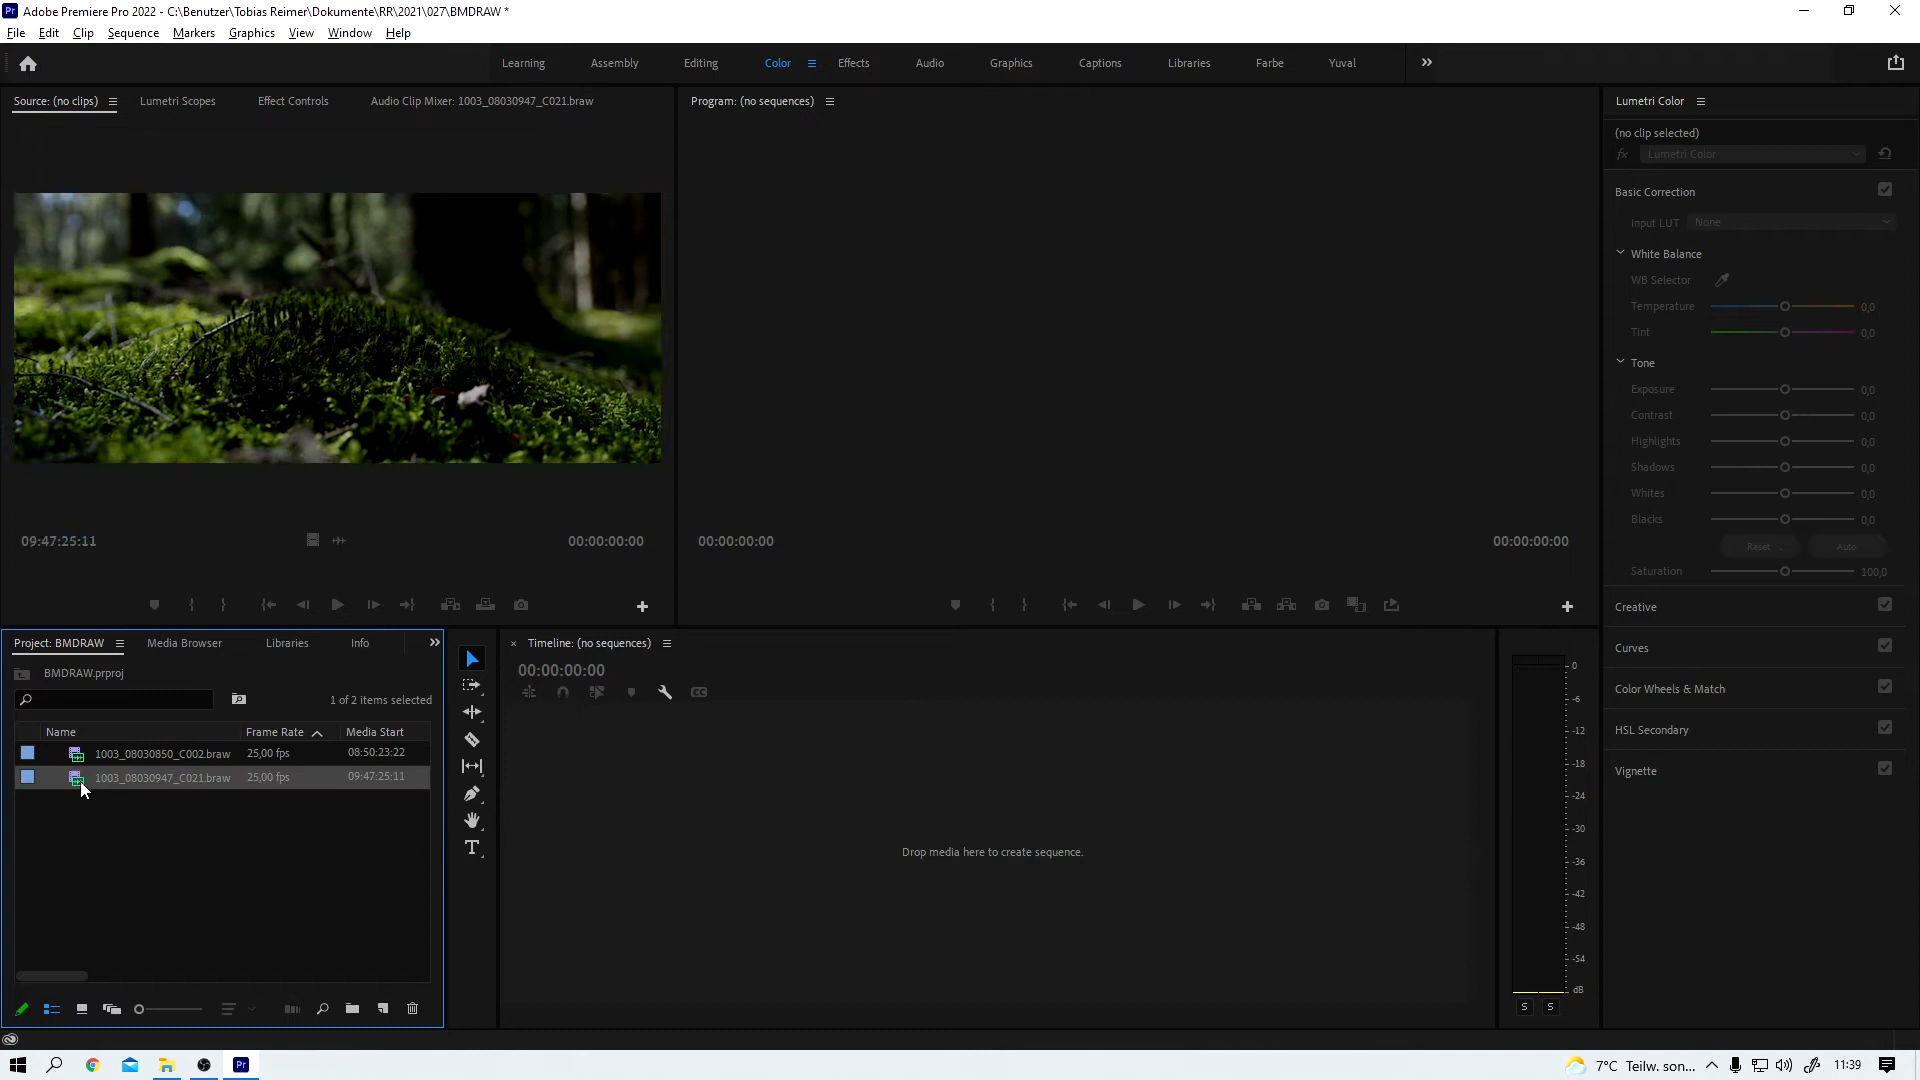 Adobe Premiere Pro 2022 - C:\Benutzer\Tobias Reimer\Dokumente\RR\2021\027\BMDRAW *
File Edit Clip Sequence Markers Graphics View Window Help
Learning Assembly Editing Color Effects Audio Graphics Captions Libraries Farbe Yuval
Source: (no clips) Lumetri Scopes Effect Controls Audio Clip Mixer: 1003_08030947_C021.braw
Program: (no sequences)
Lumetri Color
(no clip selected)
fx Lumetri Color
Basic Correction
Input LUT None
White Balance
WB Selector
Temperature 0,0
Tint 0,0
Tone
Exposure 0,0
Contrast 0,0
Highlights 0,0
Shadows 0,0
Whites 0,0
Blacks 0,0
Reset Auto
Saturation 100,0
Creative
Curves
Color Wheels & Match
HSL Secondary
Vignette
09:47:25:11 00:00:00:00
00:00:00:00 00:00:00:00
Project: BMDRAW Media Browser Libraries Info
BMDRAW.prproj
1 of 2 items selected
Name Frame Rate Media Start
1003_08030850_C002.braw 25,00 fps 08:50:23:22
1003_08030947_C021.braw 25,00 fps 09:47:25:11
Timeline: (no sequences)
00:00:00:00
CC
Drop media here to create sequence.
0
-6
-12
-18
-24
-30
-36
-42
-48
-54
dB
S S
Pr
7°C Teilw. son... 11:39